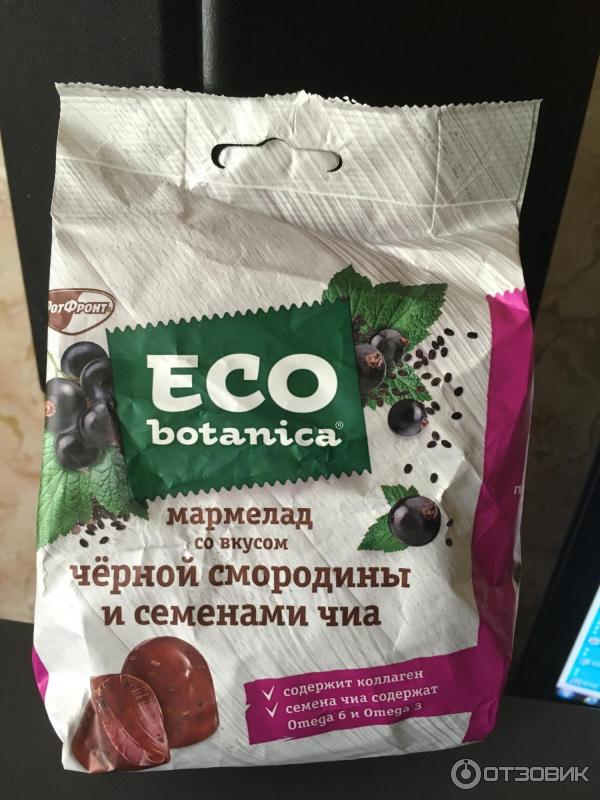 РотФронт
ECO
botanica®
мармелад
со вкусом
чёрной смородины
и семенами чиа
содержит коллаген
семена чиа содержат
Omega 6 и Omega 3
ОТЗОВИК